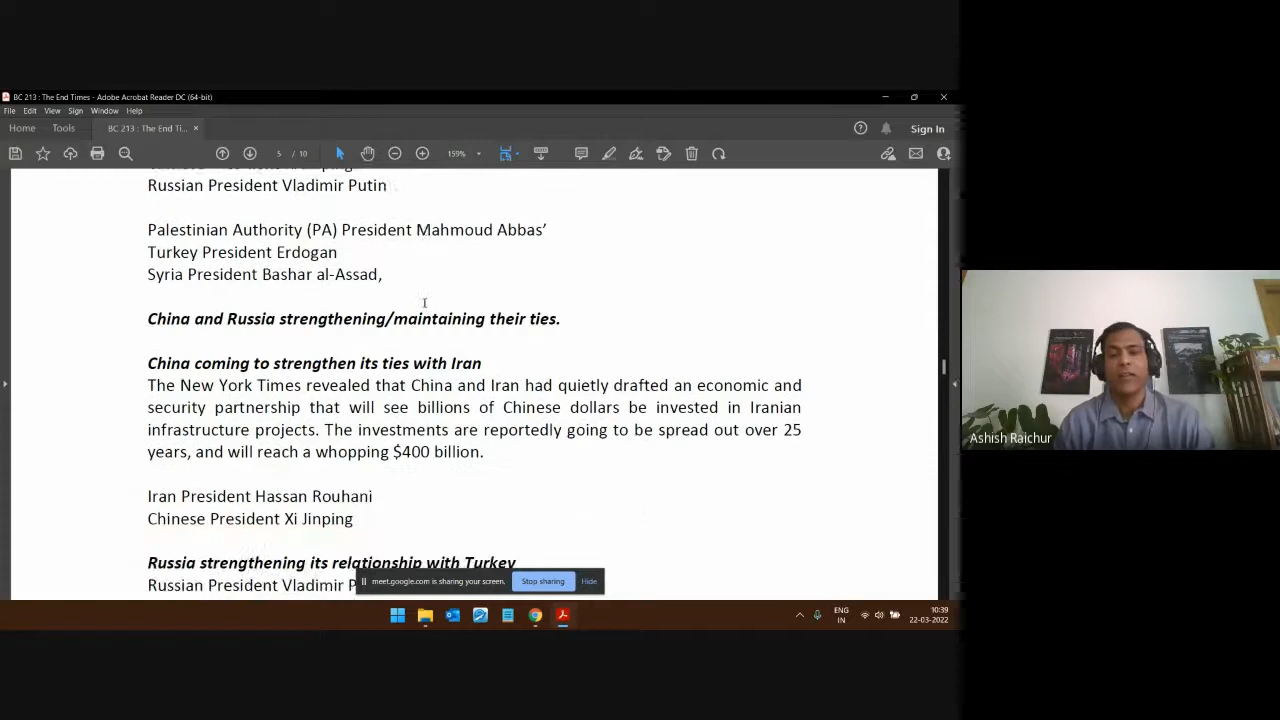 BC 213 : The End Times - Adobe Acrobat Reader DC (64-bit)
File Edit View Sign Window Help
Home Tools BC 213 : The End Ti... × Sign In
5 / 10 159%
Russian President Vladimir Putin
Palestinian Authority (PA) President Mahmoud Abbas’
Turkey President Erdogan
Syria President Bashar al-Assad,
China and Russia strengthening/maintaining their ties.
China coming to strengthen its ties with Iran
The New York Times revealed that China and Iran had quietly drafted an economic and
security partnership that will see billions of Chinese dollars be invested in Iranian
infrastructure projects. The investments are reportedly going to be spread out over 25
years, and will reach a whopping $400 billion.
Iran President Hassan Rouhani
Chinese President Xi Jinping
Russia strengthening its relationship with Turkey
Russian President Vladimir P
meet.google.com is sharing your screen. Stop sharing Hide
ENG
IN
10:39
22-03-2022
Ashish Raichur